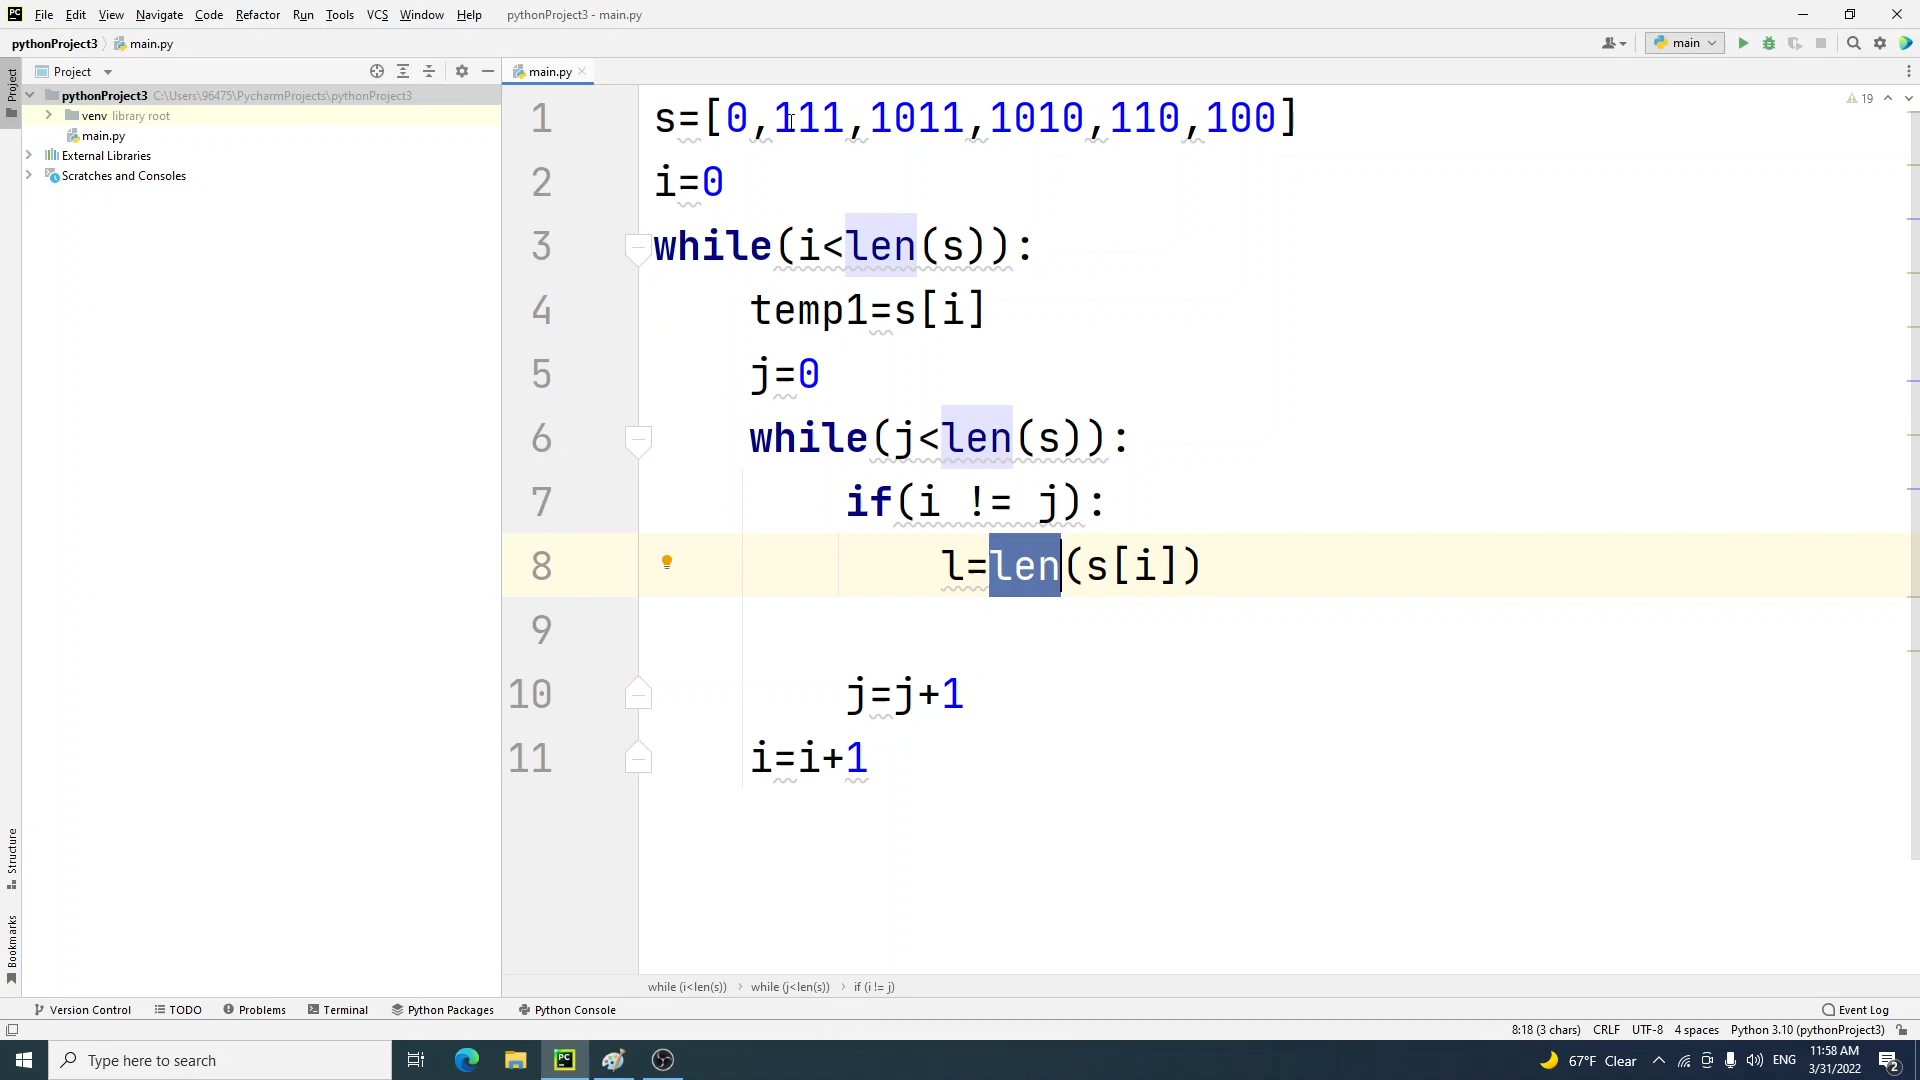 PC File Edit View Navigate Code Refactor Run Tools VCS Window Help pythonProject3 - main.py
pythonProject3 main.py main
Project main.py
pythonProject3 C:\Users\96475\PycharmProjects\pythonProject3
venv library root
main.py
External Libraries
Scratches and Consoles
Project
Structure
Bookmarks
19
1 s=[0,111,1011,1010,110,100]
2 i=0
3 while(i<len(s)):
4 temp1=s[i]
5 j=0
6 while(j<len(s)):
7 if(i != j):
8 l=len(s[i])
9
10 j=j+1
11 i=i+1
while (i<len(s)) › while (j<len(s)) › if (i != j)
Version Control TODO Problems Terminal Python Packages Python Console Event Log
8:18 (3 chars) CRLF UTF-8 4 spaces Python 3.10 (pythonProject3)
Type here to search PC 67°F Clear ENG 11:58 AM
3/31/2022 2